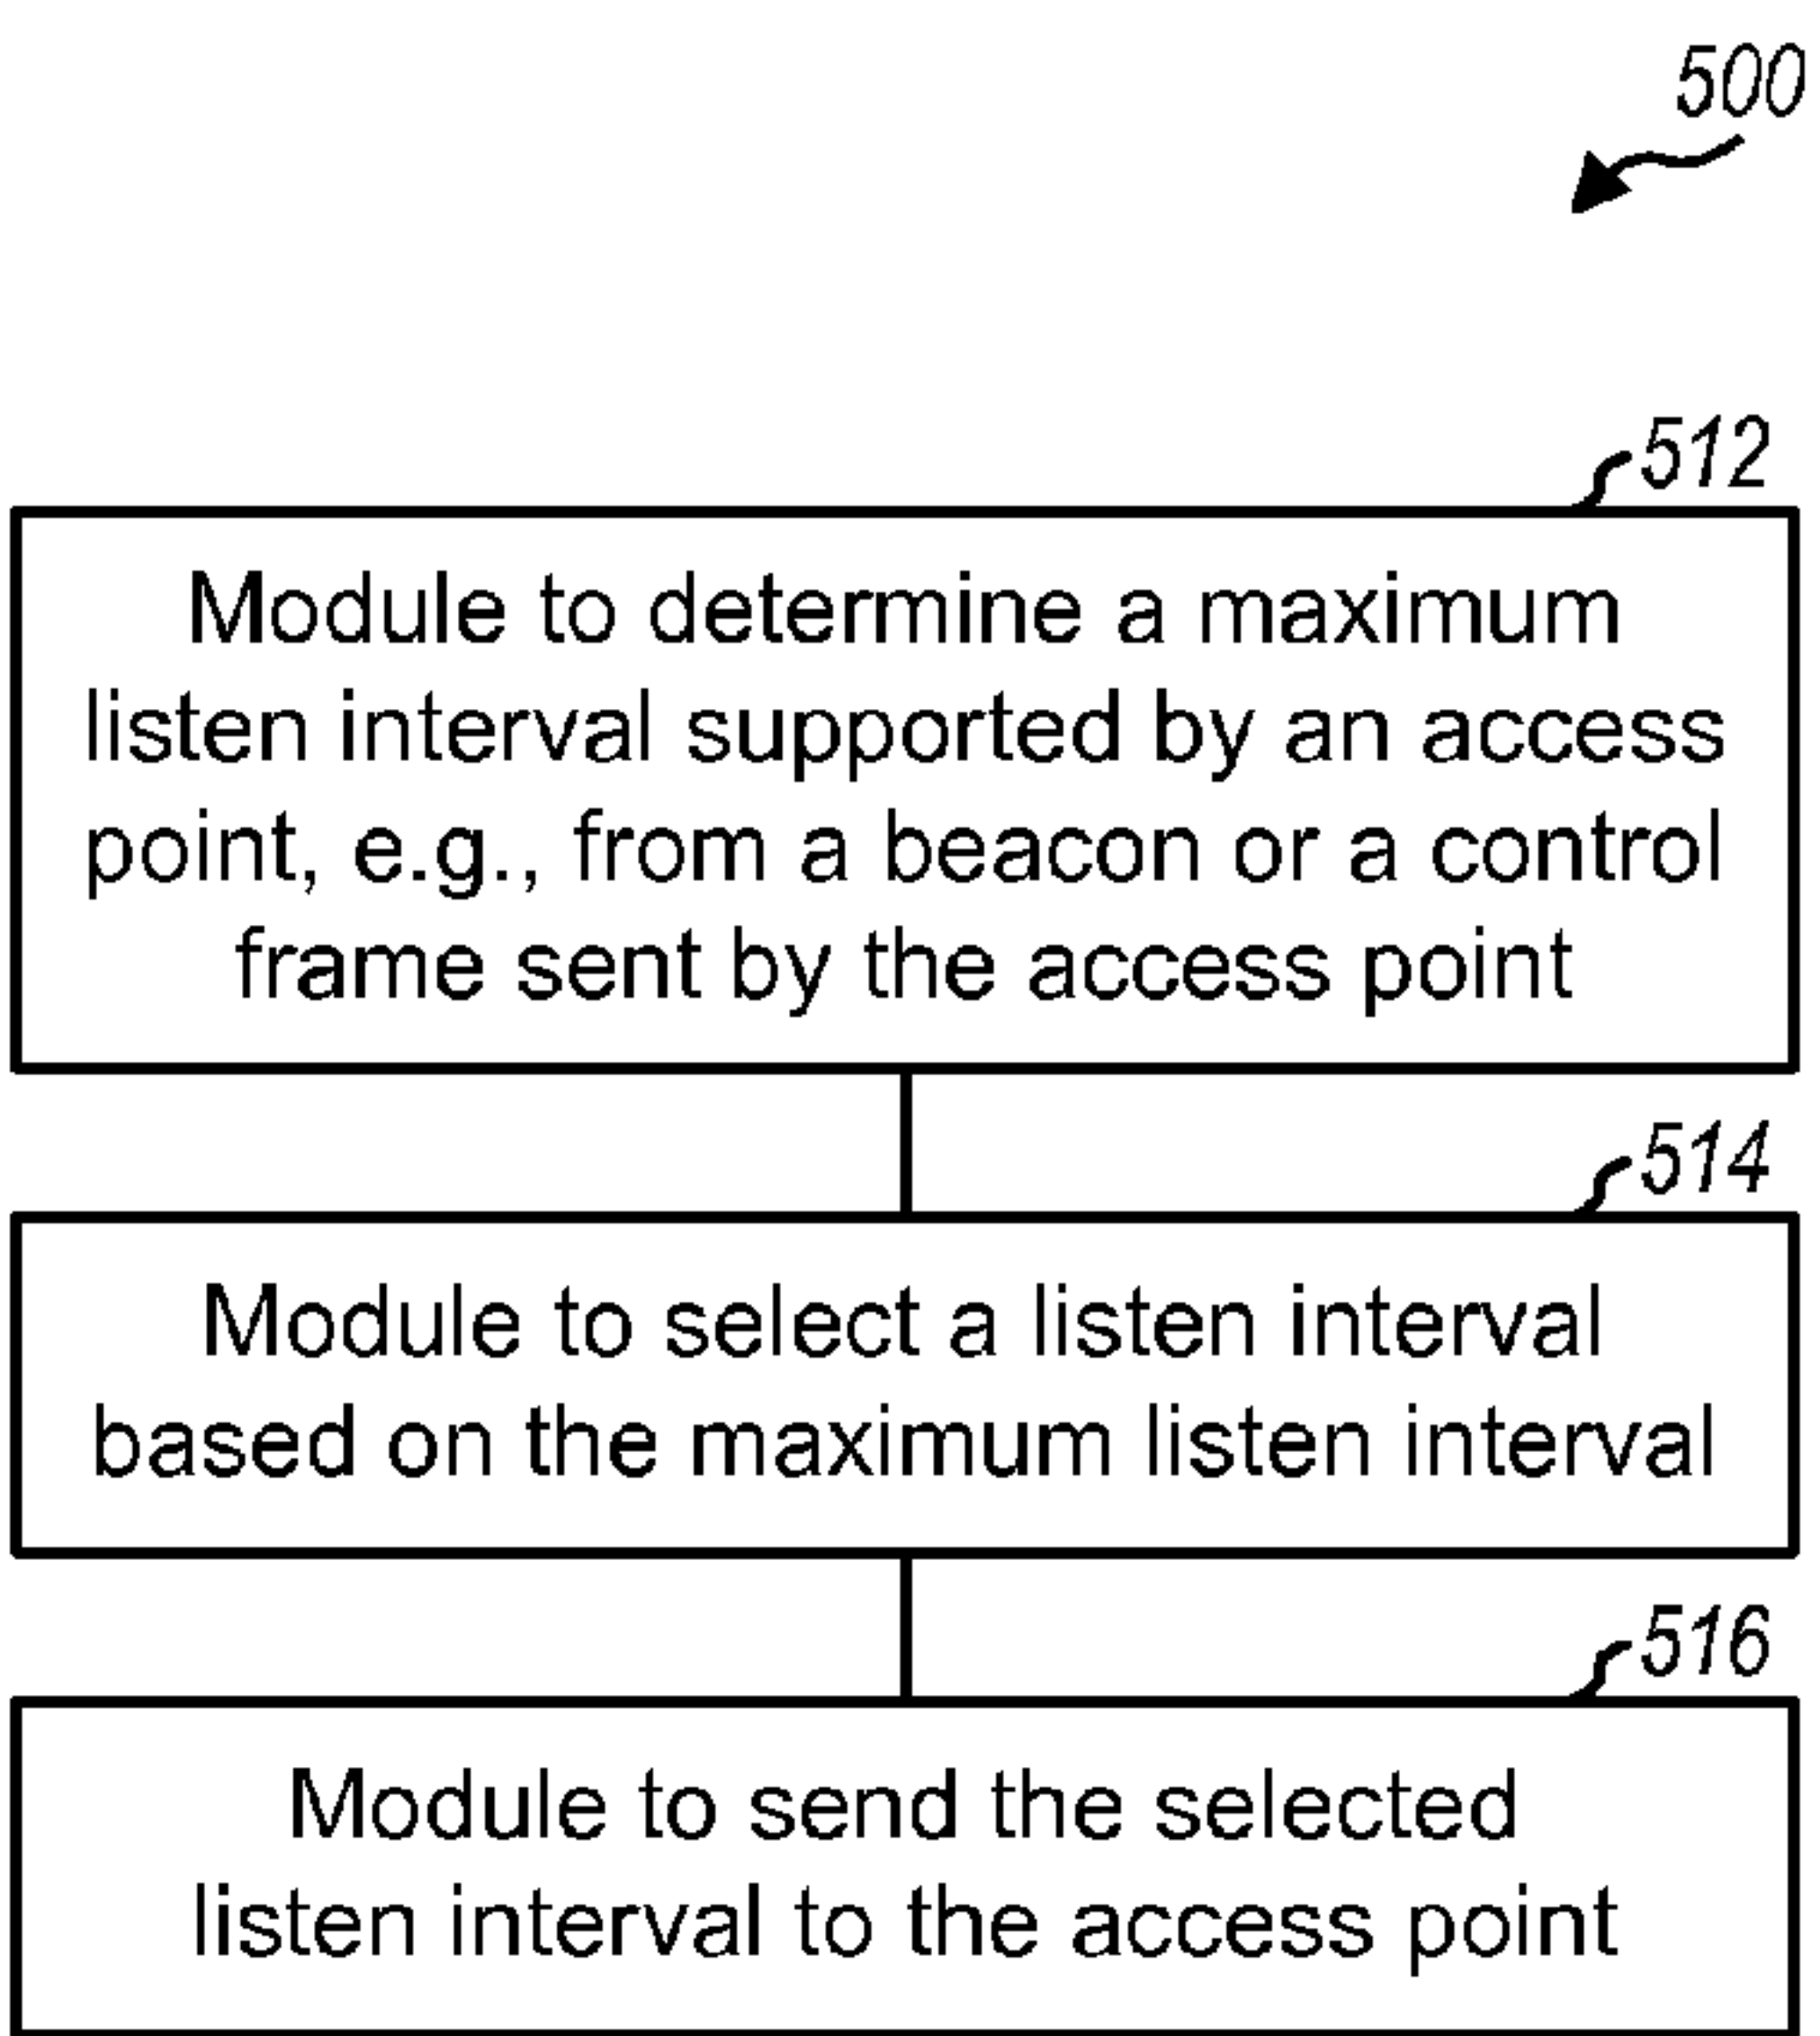 500
512
Module to determine a maximum
listen interval supported by an access
point, e.g., from a beacon or a control
frame sent by the access point
514
Module to select a listen interval
based on the maximum listen interval
516
Module to send the selected
listen interval to the access point